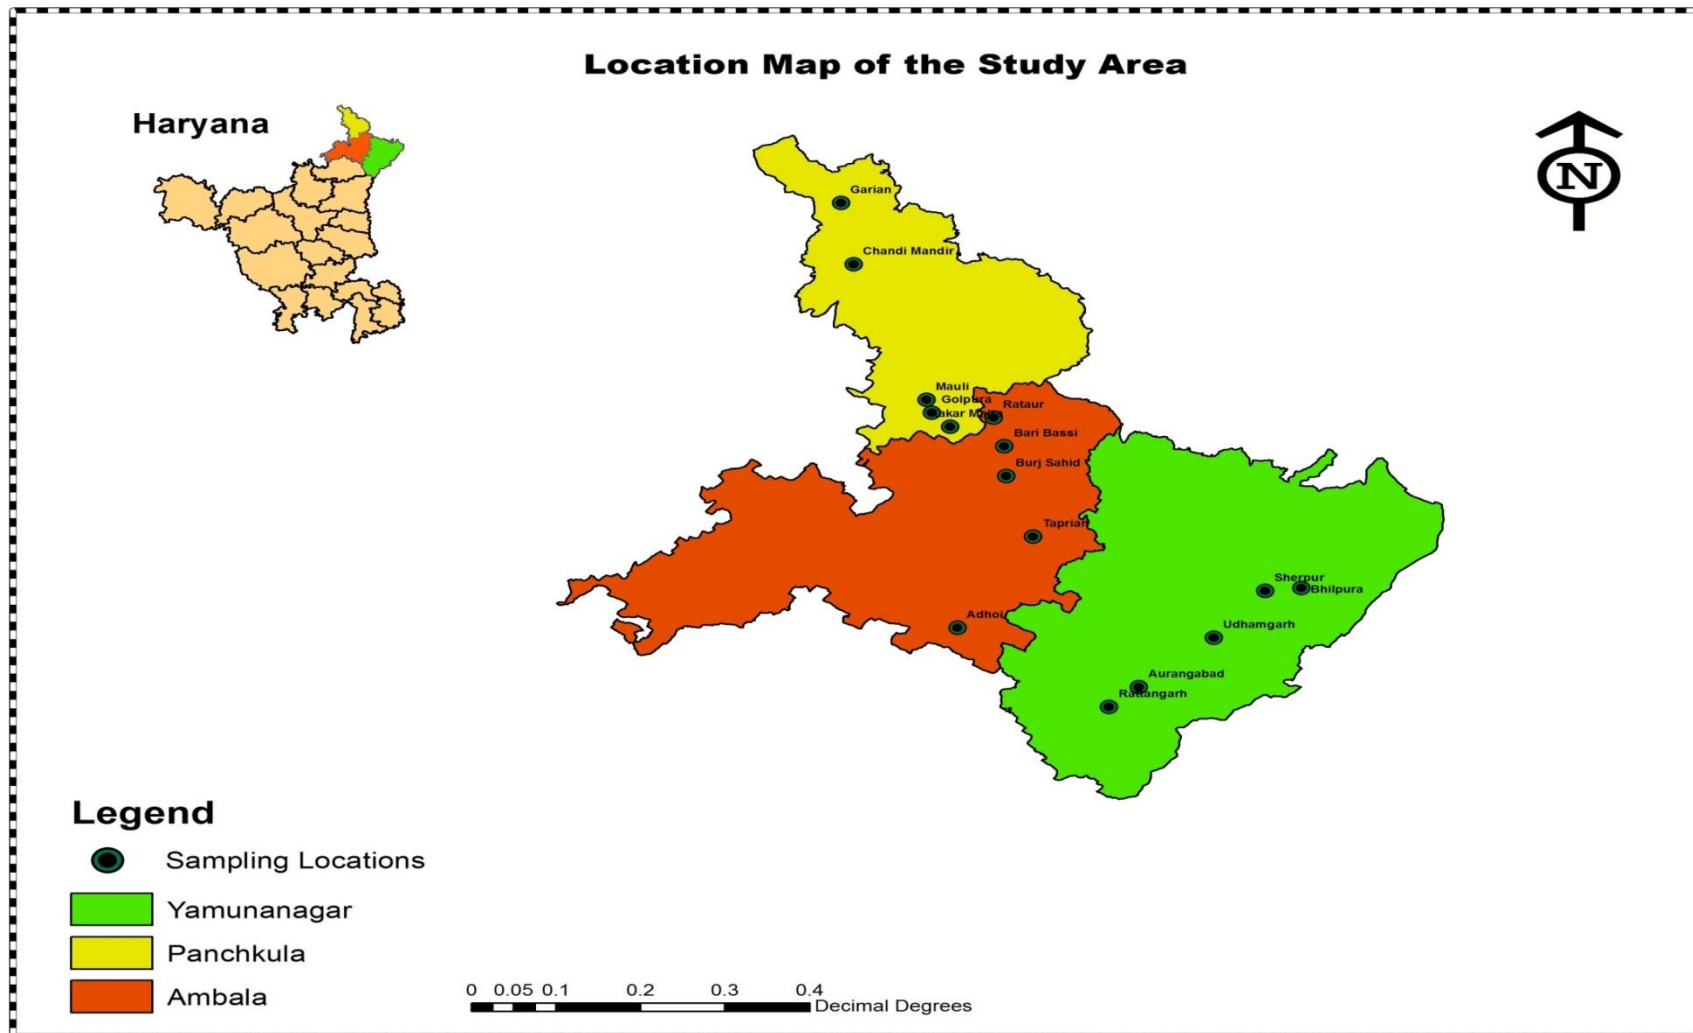 Location Map of the Study Area
Haryana
N
Garian
Chandi Mandir
Mauli
Golpura
Rataur
Bari Bassi
Burj Sahid
Taprian
Sherpur
Bhilpura
Adhoi
Udhamgarh
Aurangabad
Rattangarh
Legend
Sampling Locations
Yamunanagar
Panchkula
Ambala
0 0.05 0.1 0.2 0.3 0.4
Decimal Degrees